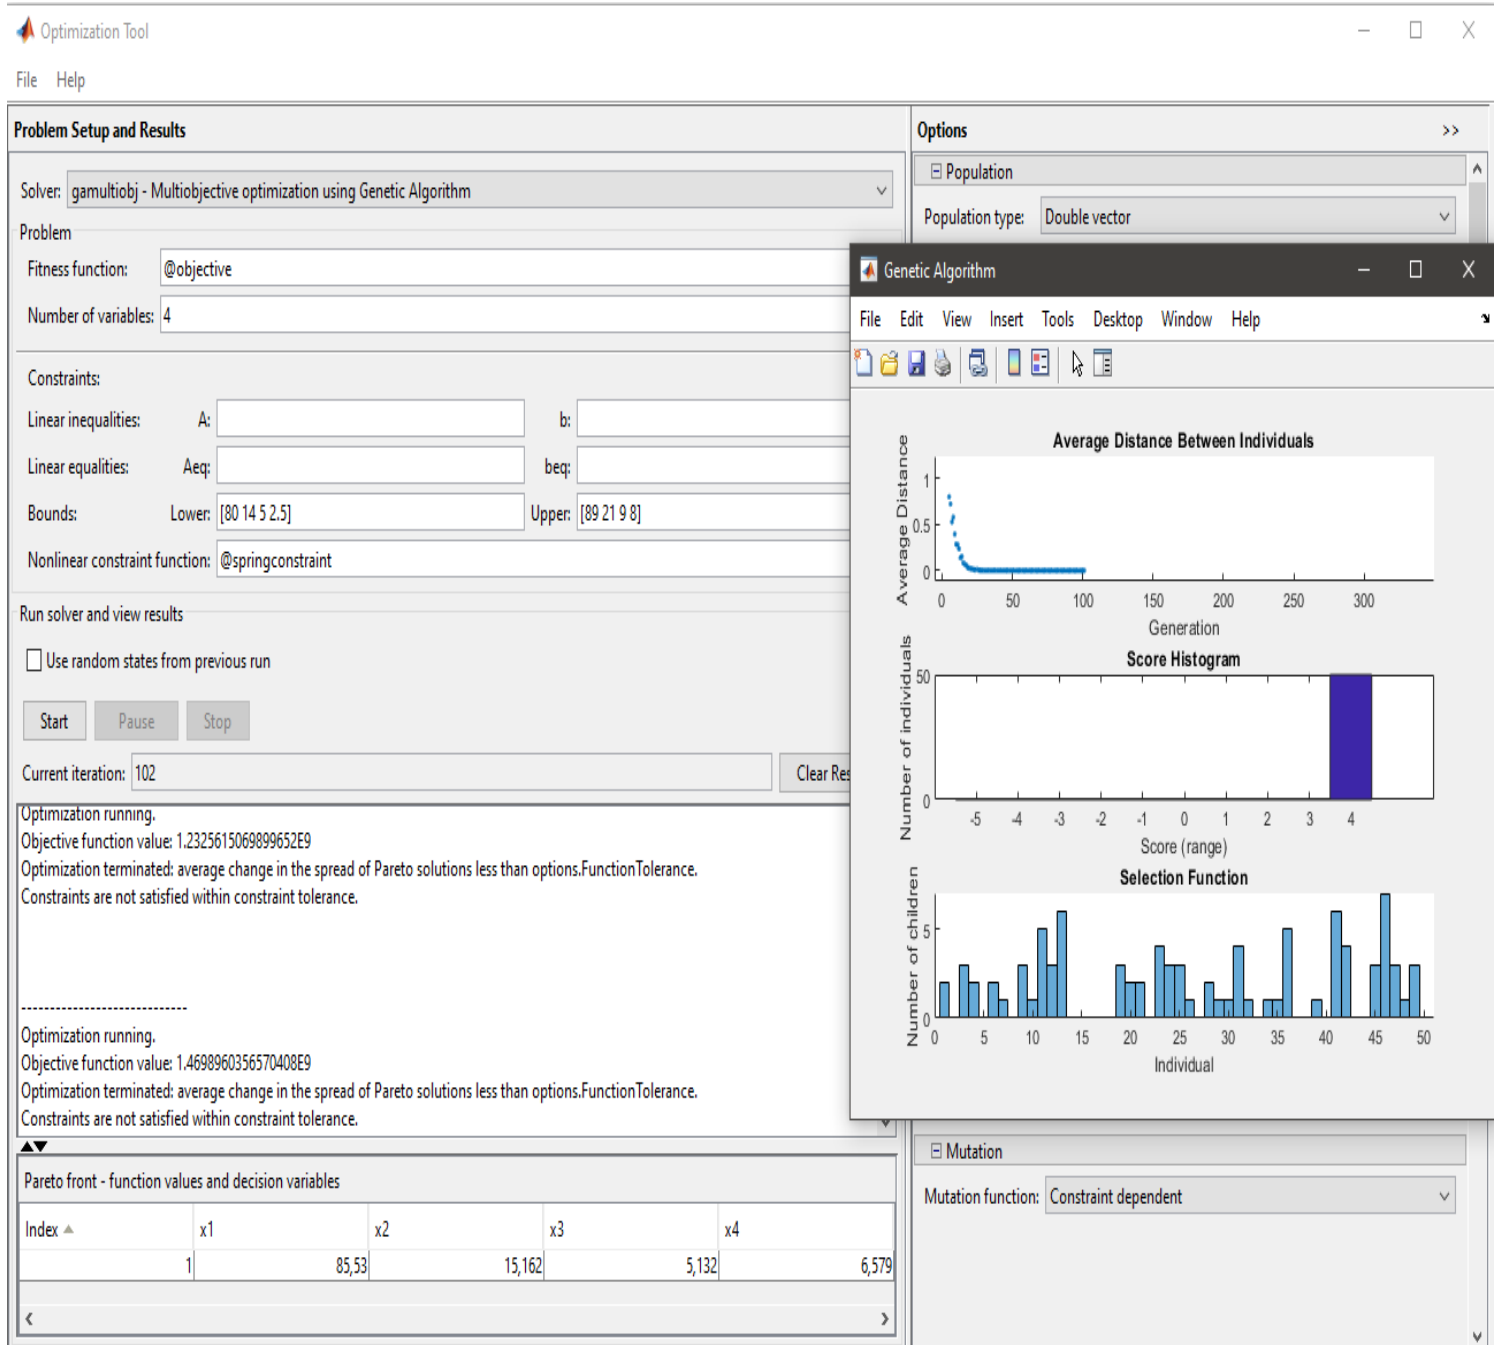 Optimization Tool
File Help
Problem Setup and Results
Solver: gamultiobj - Multiobjective optimization using Genetic Algorithm
Problem
Fitness function: @objective
Number of variables: 4
Constraints:
Linear inequalities: A: b:
Linear equalities: Aeq: beq:
Bounds: Lower: [80 14 5 2.5] Upper: [89 21 9 8]
Nonlinear constraint function: @springconstraint
Run solver and view results
Use random states from previous run
Start Pause Stop
Current iteration: 102 Clear Res
Optimization running.
Objective function value: 1.2325615069899652E9
Optimization terminated: average change in the spread of Pareto solutions less than options.FunctionTolerance.
Constraints are not satisfied within constraint tolerance.
-----------------------------
Optimization running.
Objective function value: 1.4698960356570408E9
Optimization terminated: average change in the spread of Pareto solutions less than options.FunctionTolerance.
Constraints are not satisfied within constraint tolerance.
Pareto front - function values and decision variables
Index x1 x2 x3 x4
1 85,53 15,162 5,132 6,579
Options >>
Population
Population type: Double vector
Genetic Algorithm
File Edit View Insert Tools Desktop Window Help
Average Distance Between Individuals
Average Distance
1
0.5
0
0 50 100 150 200 250 300
Generation
Score Histogram
Number of individuals
50
0
-5 -4 -3 -2 -1 0 1 2 3 4
Score (range)
Selection Function
Number of children
5
0
0 5 10 15 20 25 30 35 40 45 50
Individual
Mutation
Mutation function: Constraint dependent